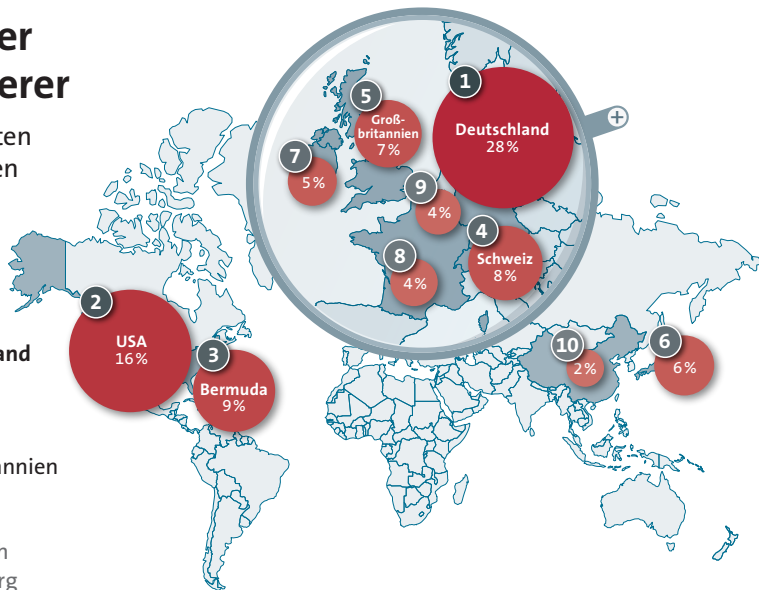 er
erer
ten
en
and
annien
n
rg
1
Deutschland
28%
5
Groß-
britannien
7%
7
5%
9
4%
4
Schweiz
8%
8
4%
+
2
USA
16%
3
Bermuda
9%
10
2%
6
6%